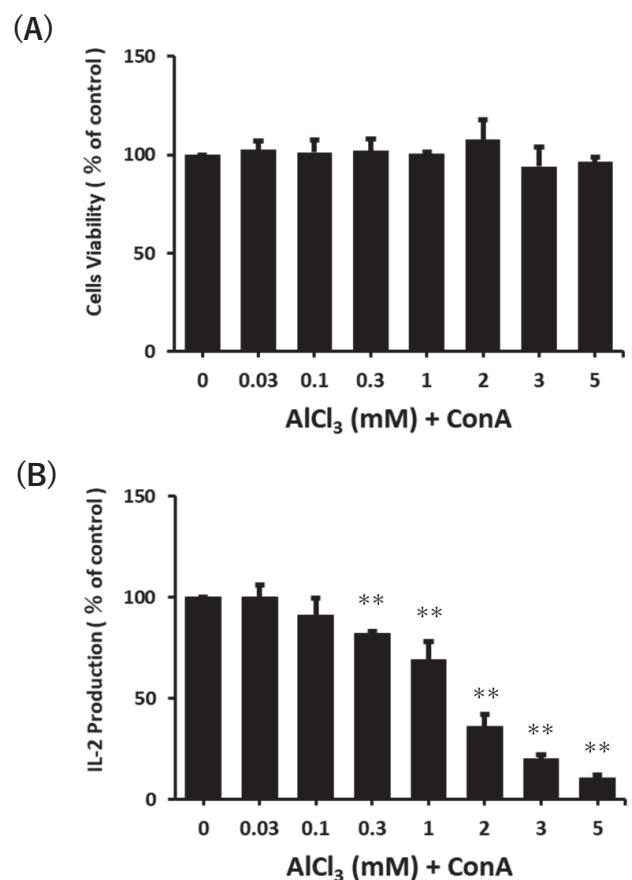 (A)
Cells Viability ( % of control )
150
100
50
0
0 0.03 0.1 0.3 1 2 3 5
AlCl₃ (mM) + ConA
(B)
IL-2 Production ( % of control )
150
100
50
0
** ** ** ** **
0 0.03 0.1 0.3 1 2 3 5
AlCl₃ (mM) + ConA